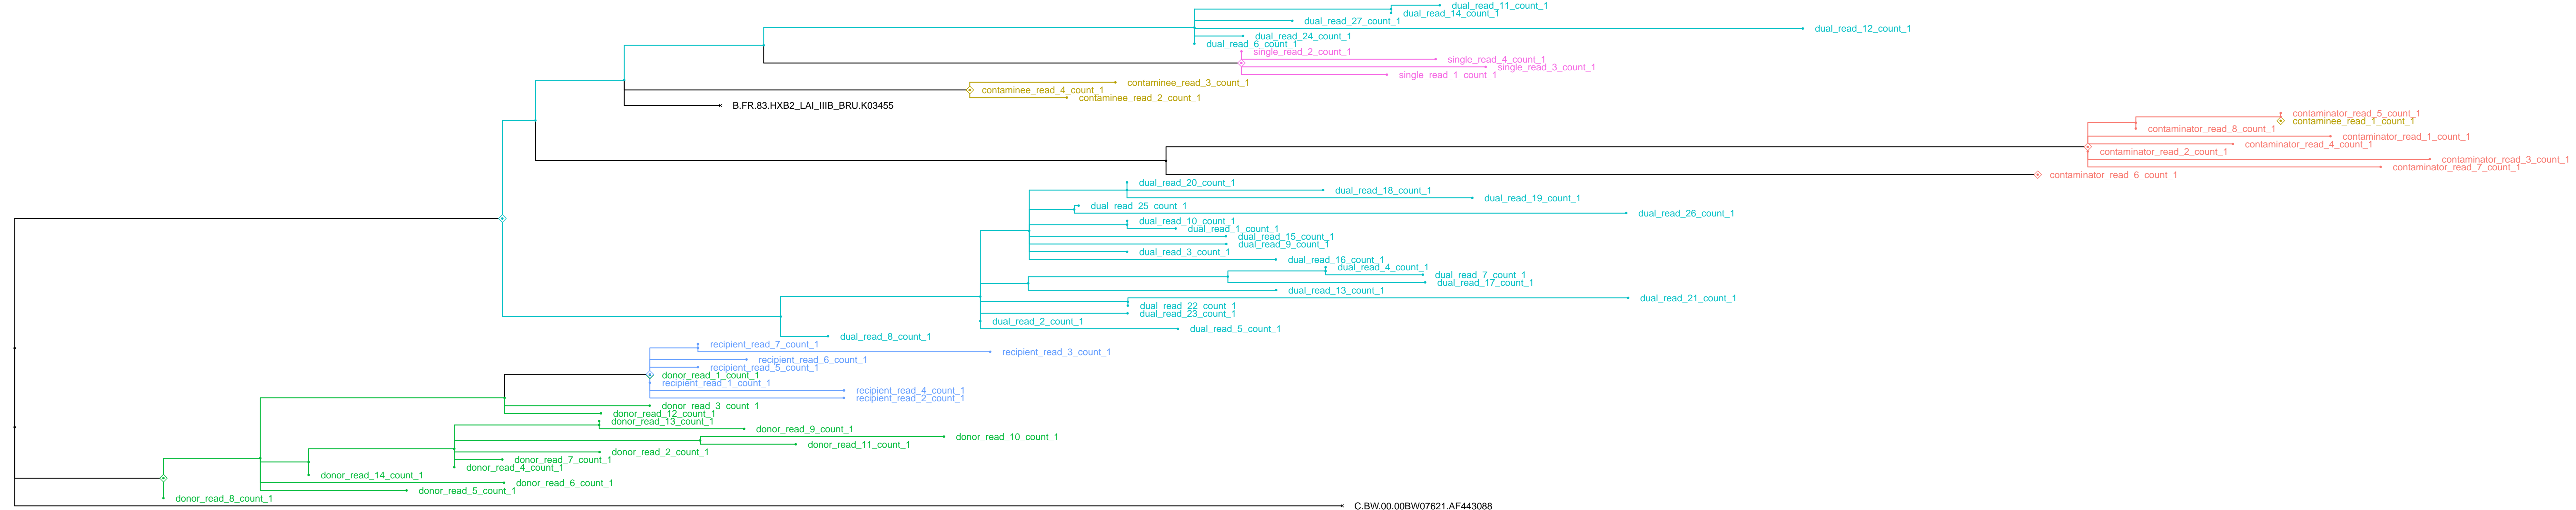 dual_read_11_count_1
dual_read_14_count_1
dual_read_27_count_1
dual_read_12_count_1
dual_read_24_count_1
dual_read_6_count_1
single_read_2_count_1
single_read_4_count_1
single_read_3_count_1
single_read_1_count_1
contaminee_read_3_count_1
contaminee_read_4_count_1
contaminee_read_2_count_1
B.FR.83.HXB2_LAI_IIIB_BRU.K03455
contaminator_read_5_count_1
contaminee_read_1_count_1
contaminator_read_8_count_1
contaminator_read_1_count_1
contaminator_read_4_count_1
contaminator_read_2_count_1
contaminator_read_3_count_1
contaminator_read_7_count_1
contaminator_read_6_count_1
dual_read_20_count_1
dual_read_18_count_1
dual_read_19_count_1
dual_read_25_count_1
dual_read_26_count_1
dual_read_10_count_1
dual_read_1_count_1
dual_read_15_count_1
dual_read_9_count_1
dual_read_3_count_1
dual_read_16_count_1
dual_read_4_count_1
dual_read_7_count_1
dual_read_17_count_1
dual_read_13_count_1
dual_read_21_count_1
dual_read_22_count_1
dual_read_23_count_1
dual_read_2_count_1
dual_read_5_count_1
dual_read_8_count_1
recipient_read_7_count_1
recipient_read_3_count_1
recipient_read_6_count_1
recipient_read_5_count_1
donor_read_1_count_1
recipient_read_1_count_1
recipient_read_4_count_1
recipient_read_2_count_1
donor_read_3_count_1
donor_read_12_count_1
donor_read_13_count_1
donor_read_9_count_1
donor_read_10_count_1
donor_read_11_count_1
donor_read_2_count_1
donor_read_7_count_1
donor_read_4_count_1
donor_read_14_count_1
donor_read_6_count_1
donor_read_5_count_1
donor_read_8_count_1
C.BW.00.00BW07621.AF443088